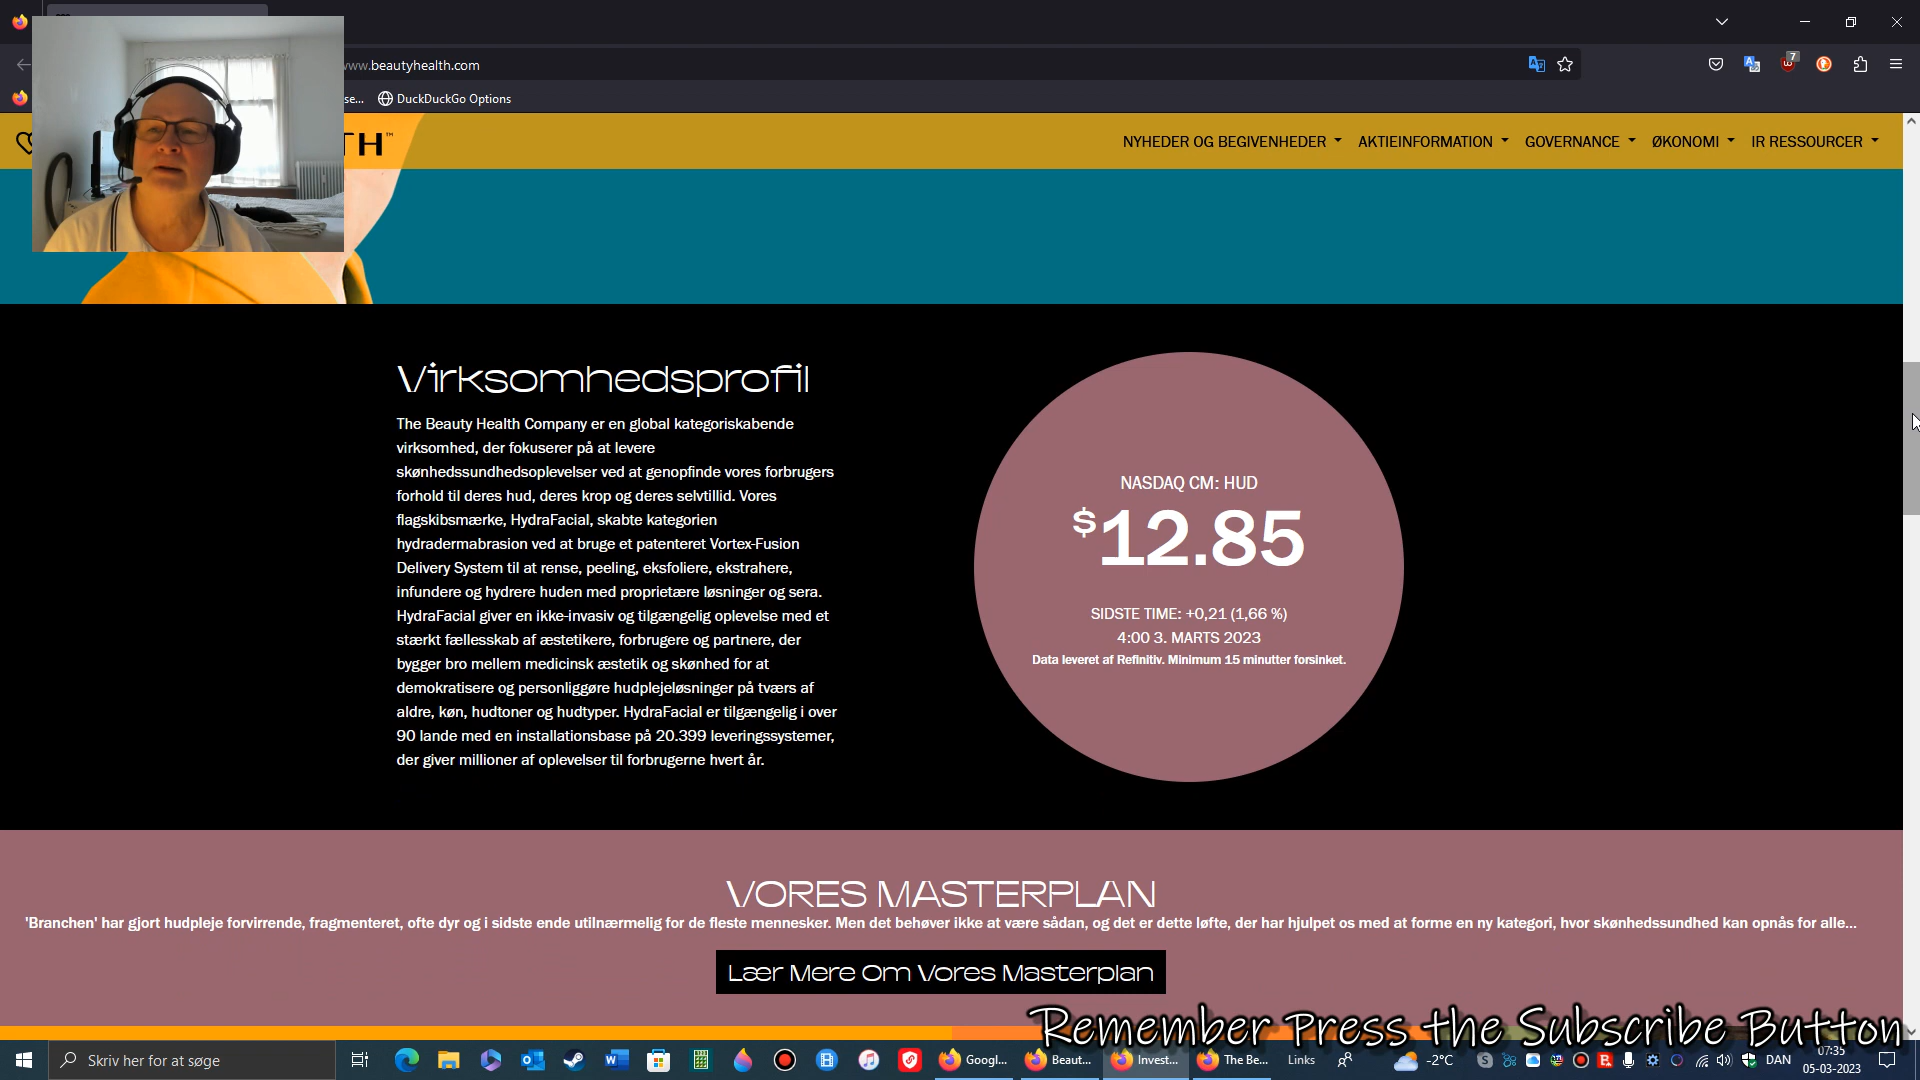 www.beautyhealth.com
7
se...
DuckDuckGo Options
TH™
NYHEDER OG BEGIVENHEDER
AKTIEINFORMATION
GOVERNANCE
ØKONOMI
IR RESSOURCER
Virksomhedsprofil
The Beauty Health Company er en global kategoriskabende
virksomhed, der fokuserer på at levere
skønhedssundhedsoplevelser ved at genopfinde vores forbrugers
forhold til deres hud, deres krop og deres selvtillid. Vores
flagskibsmærke, HydraFacial, skabte kategorien
hydradermabrasion ved at bruge et patenteret Vortex-Fusion
Delivery System til at rense, peeling, eksfoliere, ekstrahere,
infundere og hydrere huden med proprietære løsninger og sera.
HydraFacial giver en ikke-invasiv og tilgængelig oplevelse med et
stærkt fællesskab af æstetikere, forbrugere og partnere, der
bygger bro mellem medicinsk æstetik og skønhed for at
demokratisere og personliggøre hudplejeløsninger på tværs af
aldre, køn, hudtoner og hudtyper. HydraFacial er tilgængelig i over
90 lande med en installationsbase på 20.399 leveringssystemer,
der giver millioner af oplevelser til forbrugerne hvert år.
NASDAQ CM: HUD
$12.85
SIDSTE TIME: +0,21 (1,66 %)
4:00 3. MARTS 2023
Data leveret af Refinitiv. Minimum 15 minutter forsinket.
VORES MASTERPLAN
'Branchen' har gjort hudpleje forvirrende, fragmenteret, ofte dyr og i sidste ende utilnærmelig for de fleste mennesker. Men det behøver ikke at være sådan, og det er dette løfte, der har hjulpet os med at forme en ny kategori, hvor skønhedssundhed kan opnås for alle...
Lær Mere Om Vores Masterplan
Remember Press the Subscribe Button
Skriv her for at søge
Googl...
Beaut...
Invest...
The Be...
Links
-2°C
DAN
07:35
05-03-2023